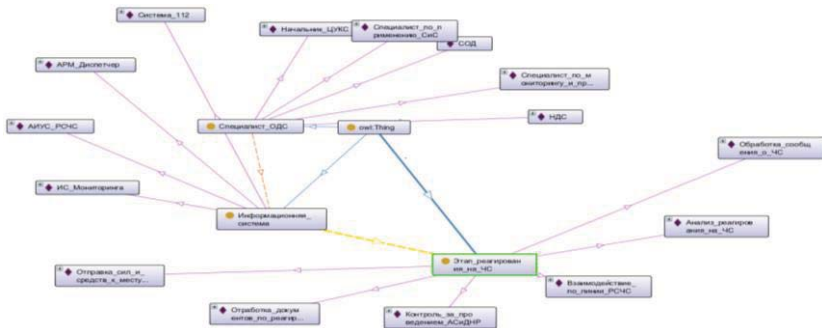 Система_112
Начальник_ЦУКС
Специалист_по_п
рименению_СиС
СОД
АРМ_Диспетчер
Специалист_по_м
ониторингу_и_пр...
АИУС_РСЧС
Специалист_ОДС
owl:Thing
НДС
Обработка_сообщ
ения_о_ЧС
ИС_Мониторинга
Информационная_
система
Анализ_реагиров
ания_на_ЧС
Этап_реагирован
ия_на_ЧС
Отправка_сил_и_
средств_к_месту...
Взаимодействие_
по_линии_РСЧС
Отработка_докум
ентов_по_реагир...
Контроль_за_про
ведением_АСиДНР